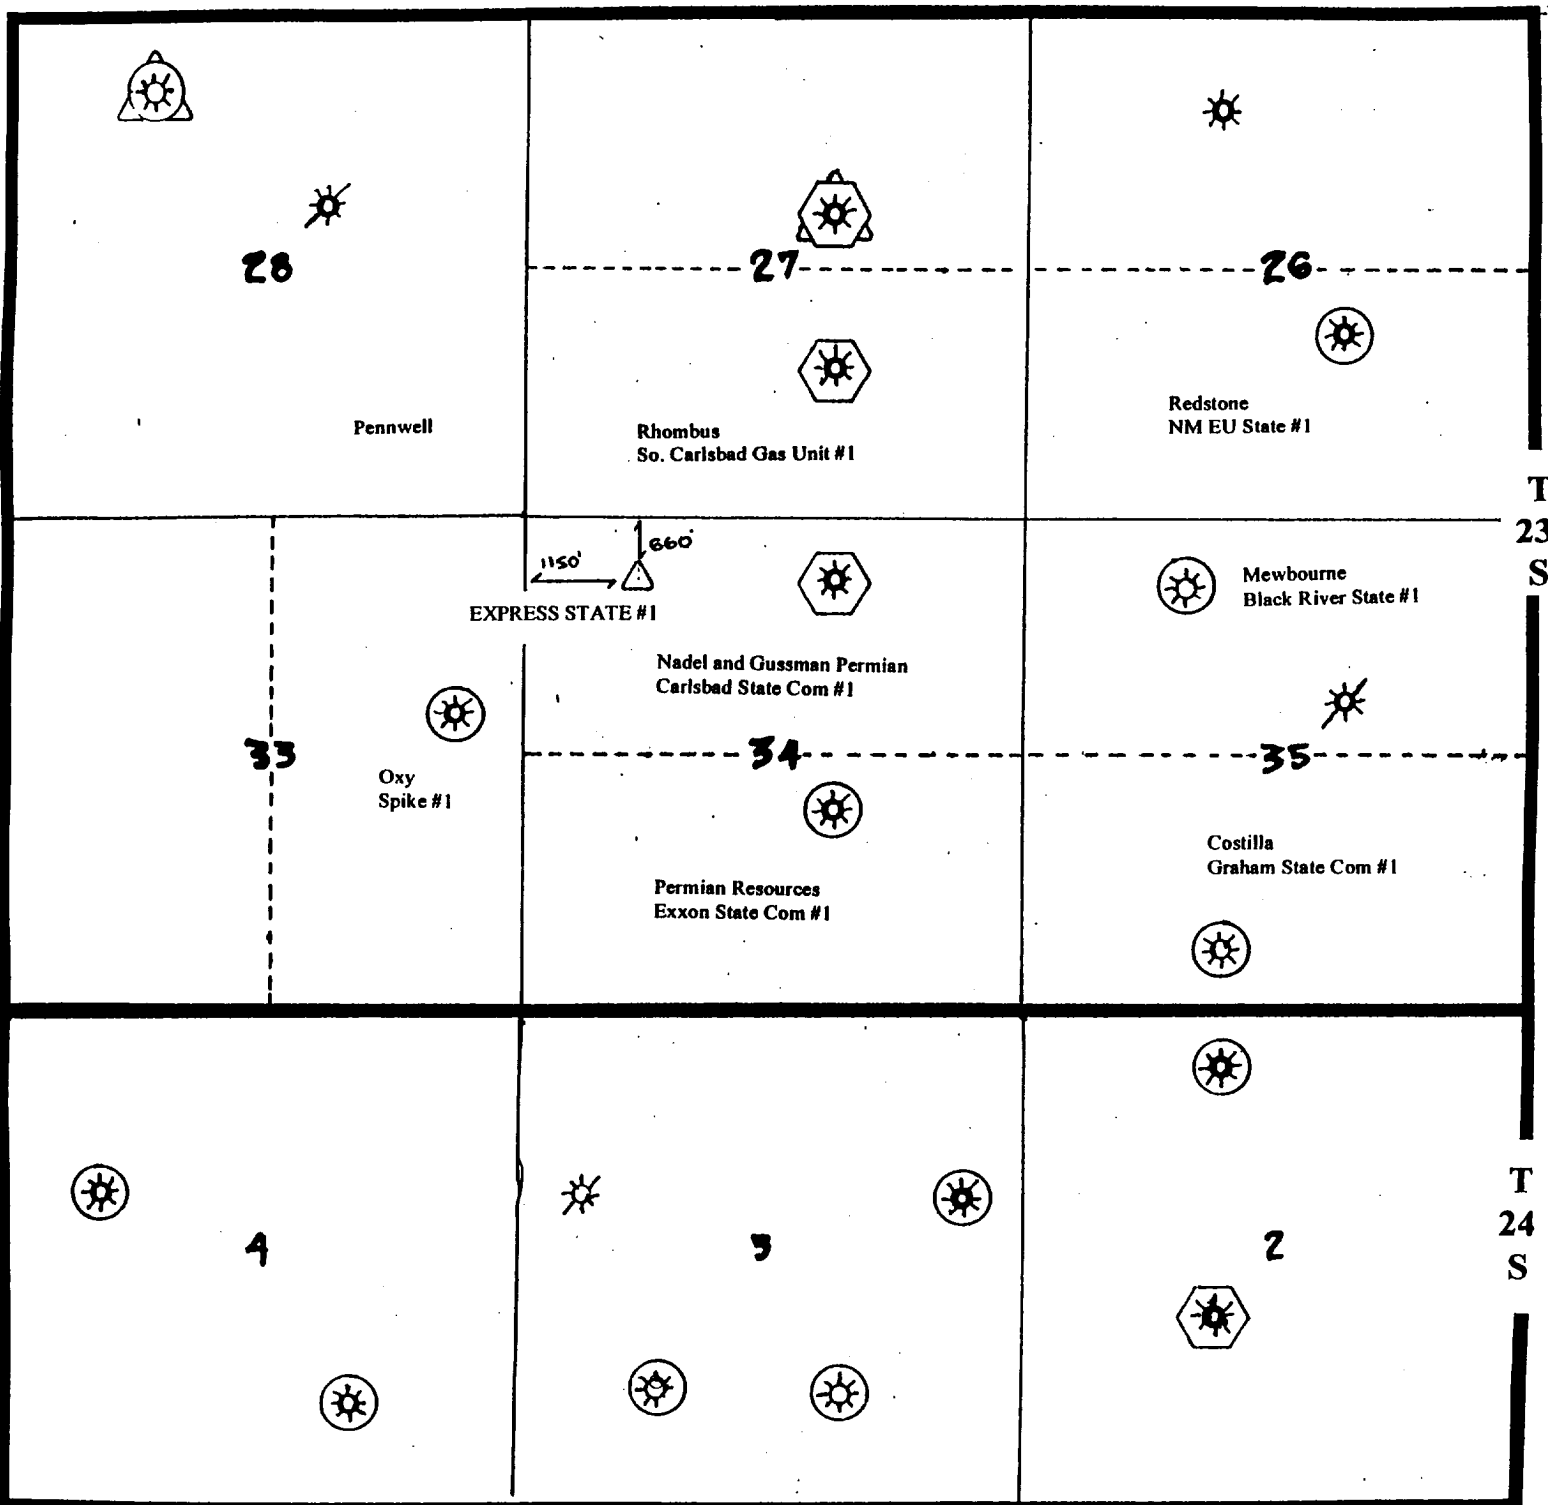 28
27
26
Pennwell
Rhombus
So. Carlsbad Gas Unit #1
Redstone
NM EU State #1
T
23
S
1150'
660'
EXPRESS STATE #1
Mewbourne
Black River State #1
Nadel and Gussman Permian
Carlsbad State Com #1
33
34
35
Oxy
Spike #1
Costilla
Graham State Com #1
Permian Resources
Exxon State Com #1
T
24
S
4
3
2